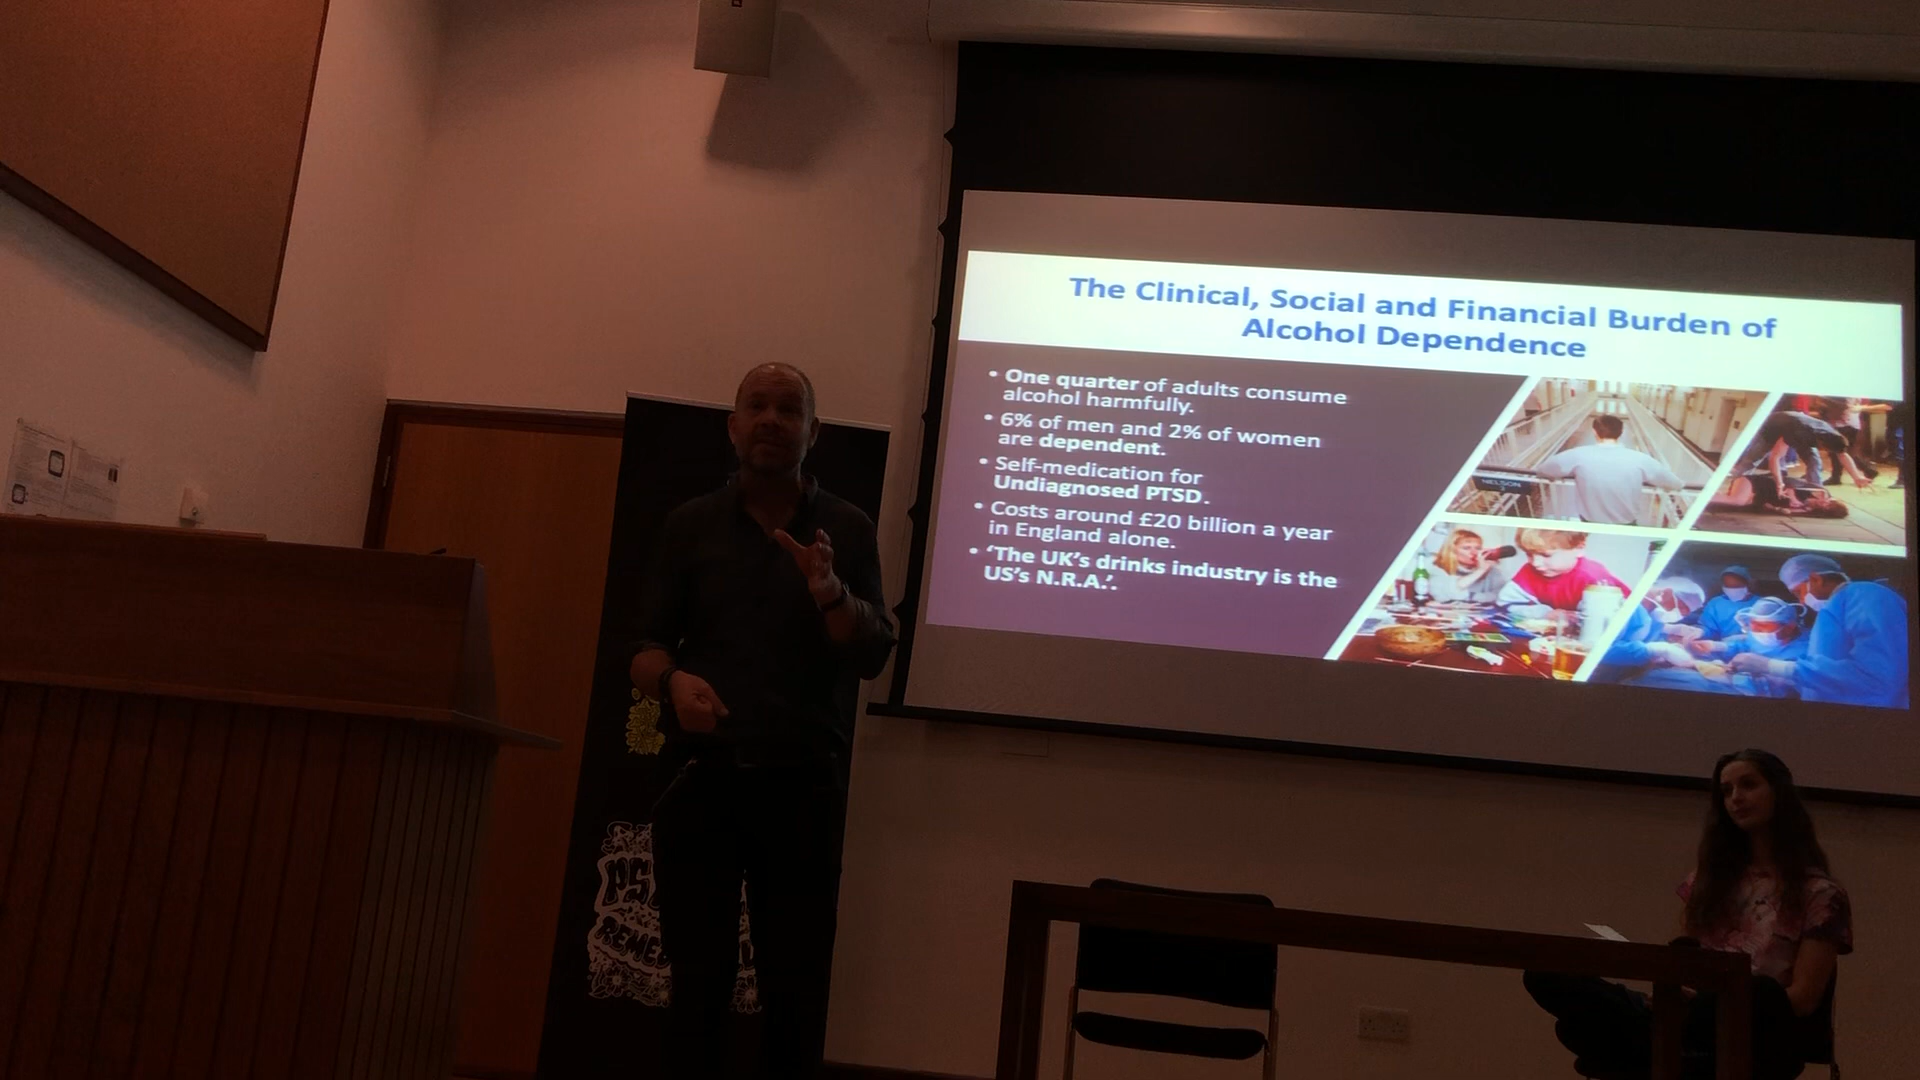 The Clinical, Social and Financial Burden of
Alcohol Dependence
• One quarter of adults consume
alcohol harmfully.
• 6% of men and 2% of women
are dependent.
• Self-medication for
Undiagnosed PTSD.
• Costs around £20 billion a year
in England alone.
• ‘The UK’s drinks industry is the
US’s N.R.A.’.
NELSON